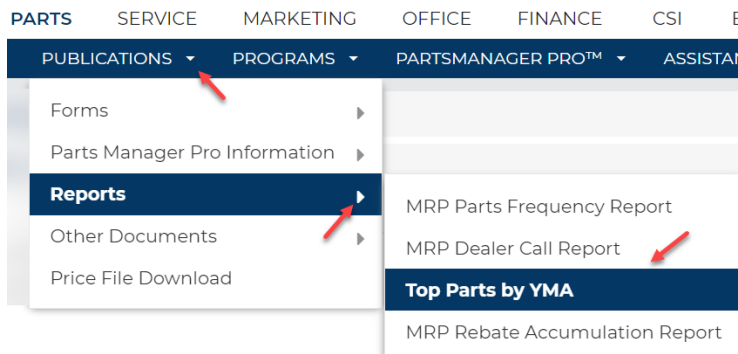 PARTS SERVICE MARKETING OFFICE FINANCE CSI
PUBLICATIONS PROGRAMS PARTSMANAGER PRO™
Forms
Parts Manager Pro Information
Reports
Other Documents
Price File Download
MRP Parts Frequency Report
MRP Dealer Call Report
Top Parts by YMA
MRP Rebate Accumulation Report